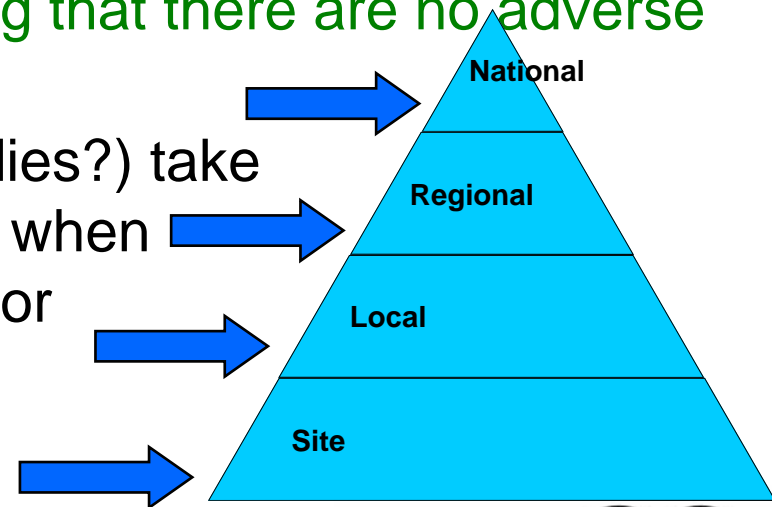 g that there are no adverse
National
lies?) take
Regional
when
or
Local
Site